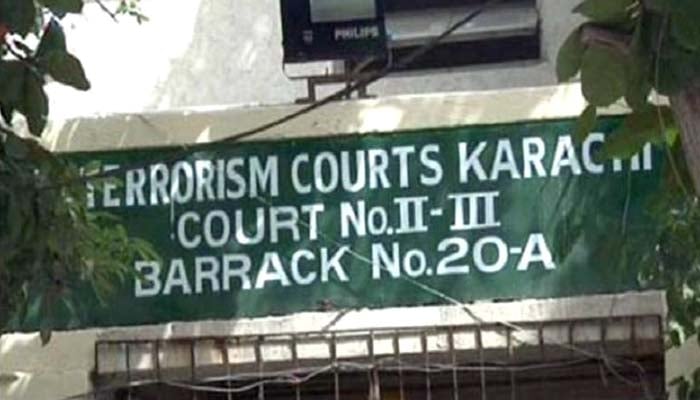 PHILIPS
TERRORISM COURTS KARACHI
COURT No.II-III
BARRACK No.20-A